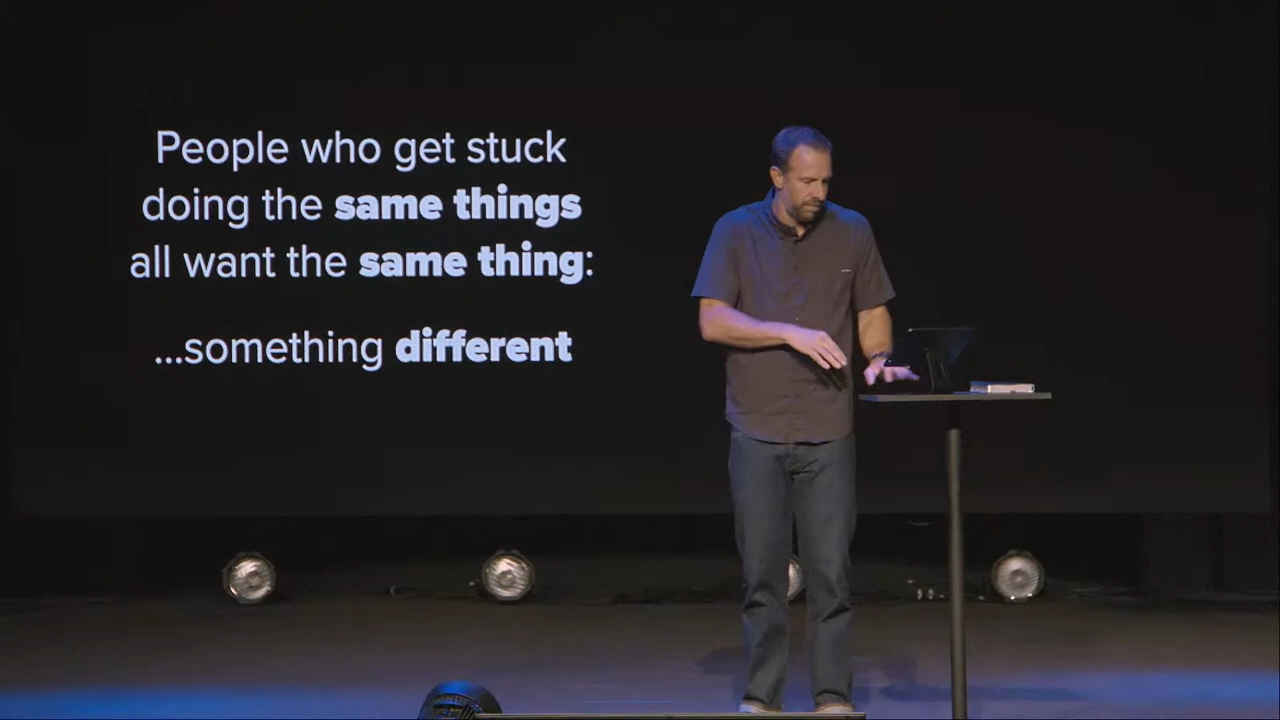 People who get stuck
doing the same things
all want the same thing:
...something different